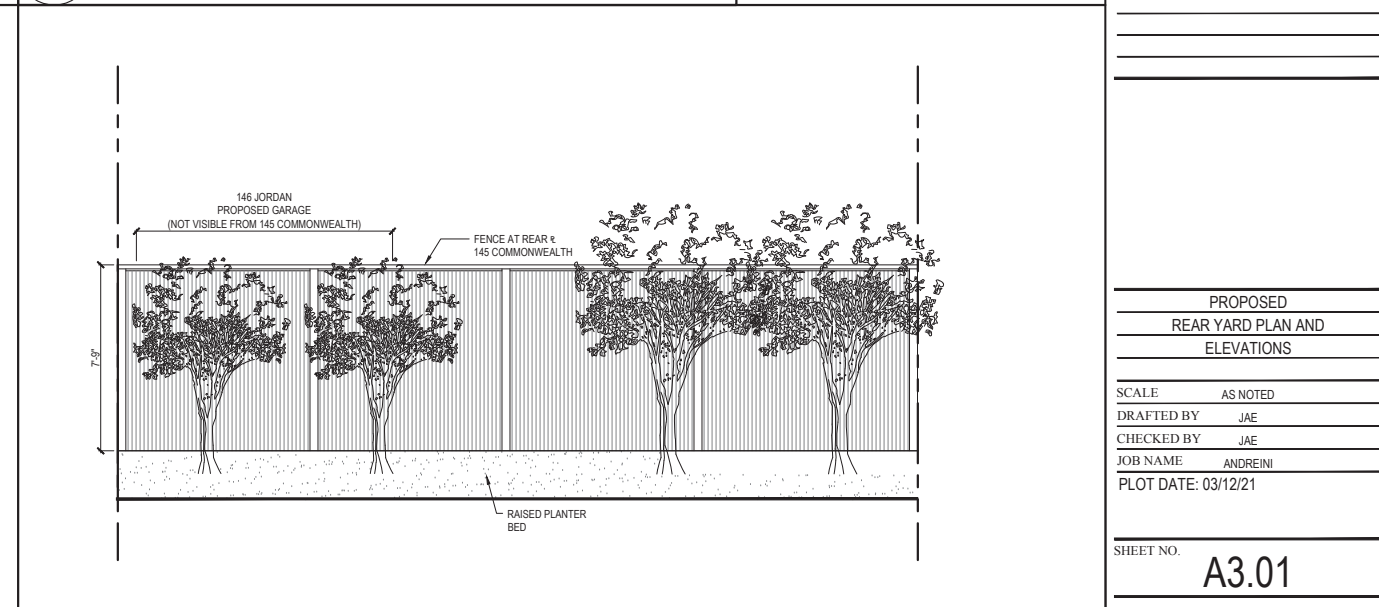 146 JORDAN
PROPOSED GARAGE
(NOT VISIBLE FROM 145 COMMONWEALTH)
FENCE AT REAR ⅊
145 COMMONWEALTH
7'-9"
RAISED PLANTER
BED
PROPOSED
REAR YARD PLAN AND
ELEVATIONS
SCALE AS NOTED
DRAFTED BY JAE
CHECKED BY JAE
JOB NAME ANDREINI
PLOT DATE: 03/12/21
SHEET NO.
A3.01